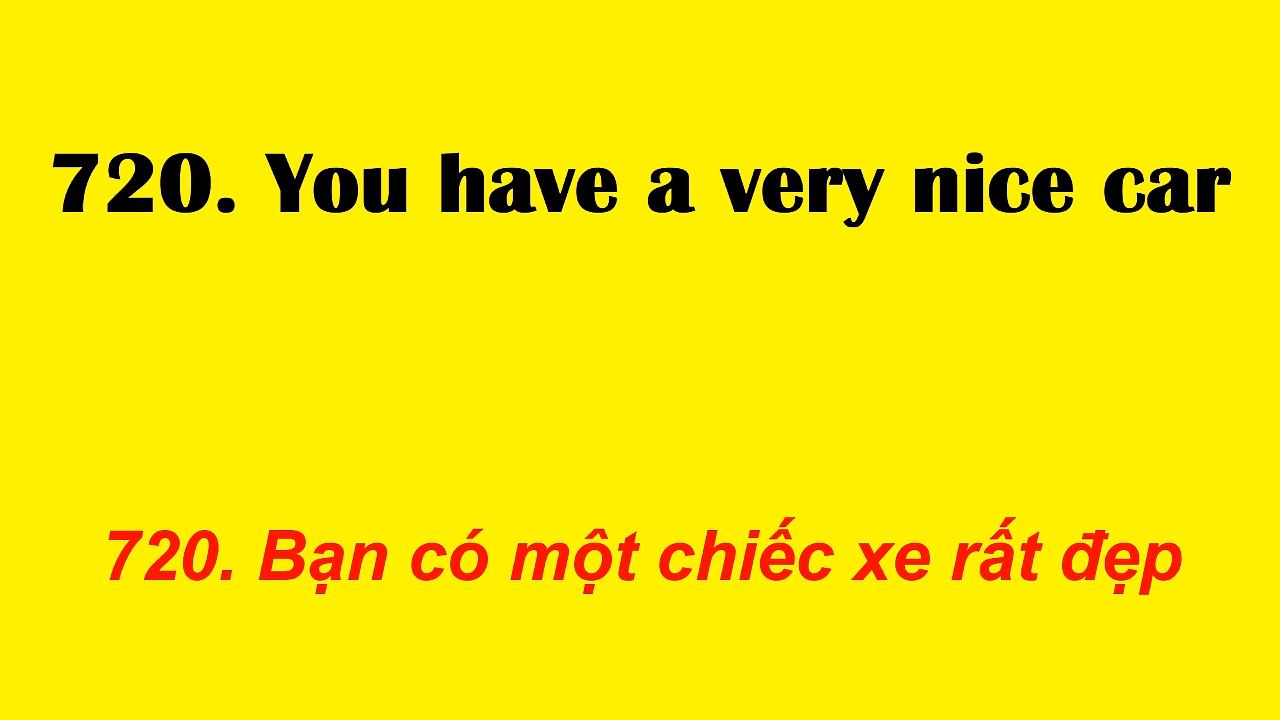 720. You have a very nice car
720. Bạn có một chiếc xe rất đẹp